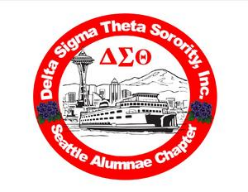 Delta Sigma Theta Sorority, Inc.
ΔΣΘ
Seattle Alumnae Chapter